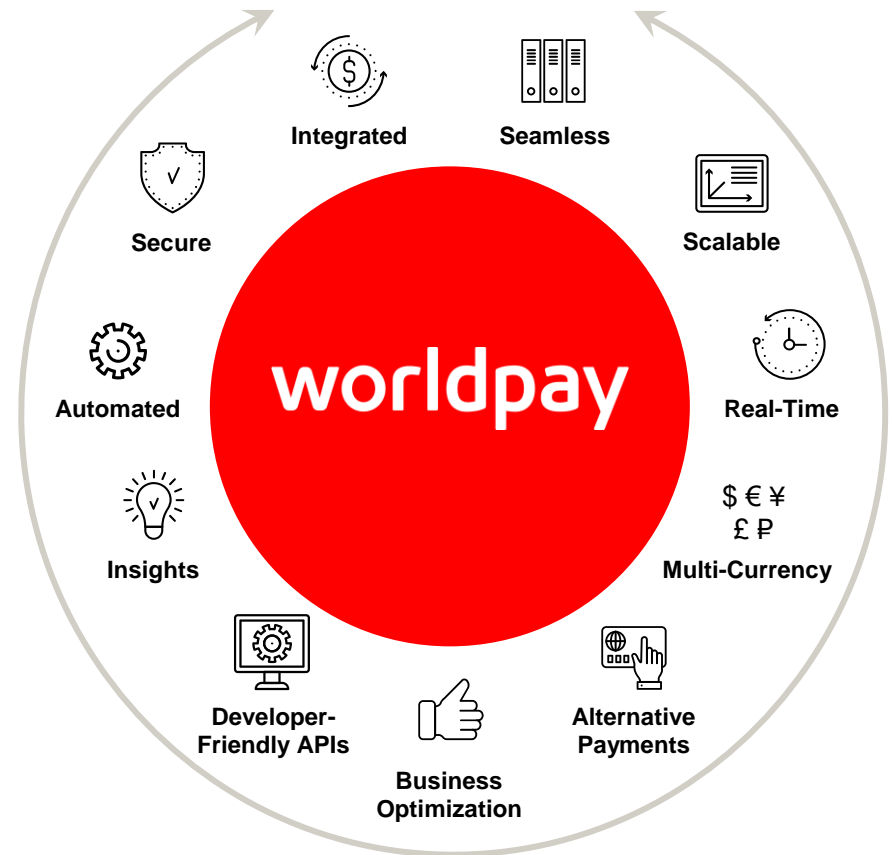 $
Integrated
Seamless
Secure
Scalable
worldpay
Automated
Real-Time
$ € ¥
£ ₽
Insights
Multi-Currency
Developer-
Friendly APIs
Alternative
Payments
Business
Optimization